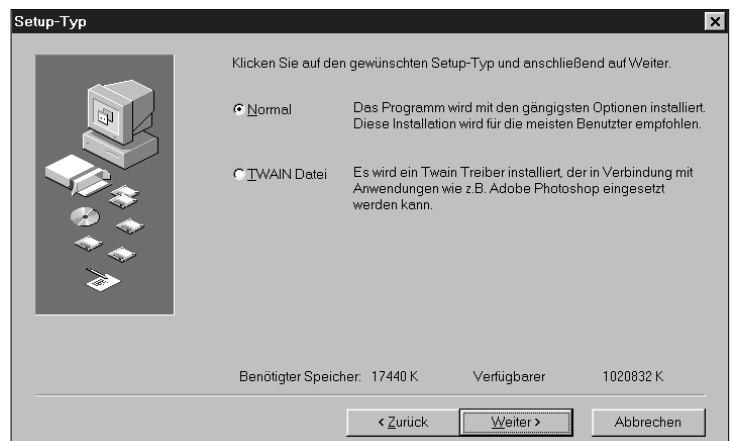 Setup-Typ
Klicken Sie auf den gewünschten Setup-Typ und anschließend auf Weiter.
Normal
Das Programm wird mit den gängigsten Optionen installiert.
Diese Installation wird für die meisten Benutzter empfohlen.
TWAIN Datei
Es wird ein Twain Treiber installiert, der in Verbindung mit
Anwendungen wie z.B. Adobe Photoshop eingesetzt
werden kann.
Benötigter Speicher: 17440 K Verfügbarer 1020832 K
< Zurück Weiter > Abbrechen